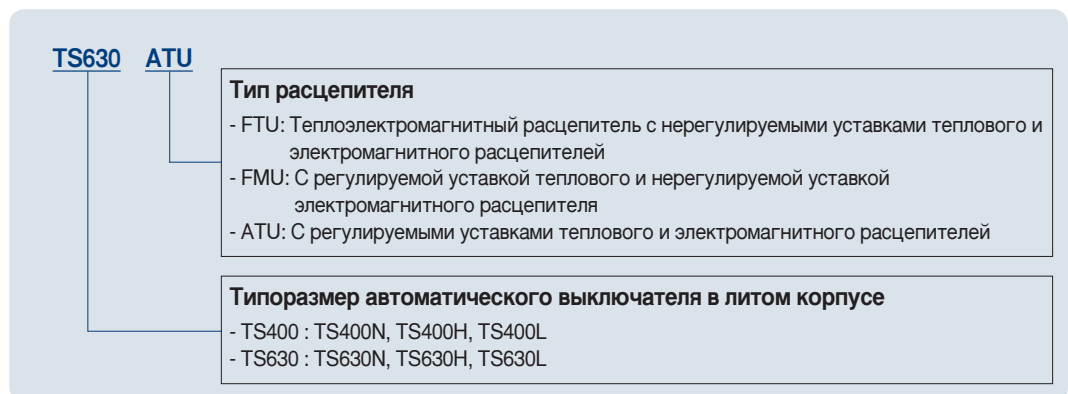 TS630 ATU
Тип расцепителя
- FTU: Теплоэлектромагнитный расцепитель с нерегулируемыми уставками теплового и
электромагнитного расцепителей
- FMU: С регулируемой уставкой теплового и нерегулируемой уставкой
электромагнитного расцепителя
- ATU: С регулируемыми уставками теплового и электромагнитного расцепителей
Типоразмер автоматического выключателя в литом корпусе
- TS400 : TS400N, TS400H, TS400L
- TS630 : TS630N, TS630H, TS630L